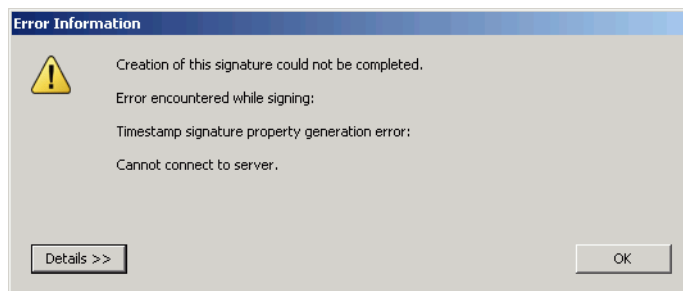 Error Information
Creation of this signature could not be completed.
Error encountered while signing:
Timestamp signature property generation error:
Cannot connect to server.
Details >>
OK